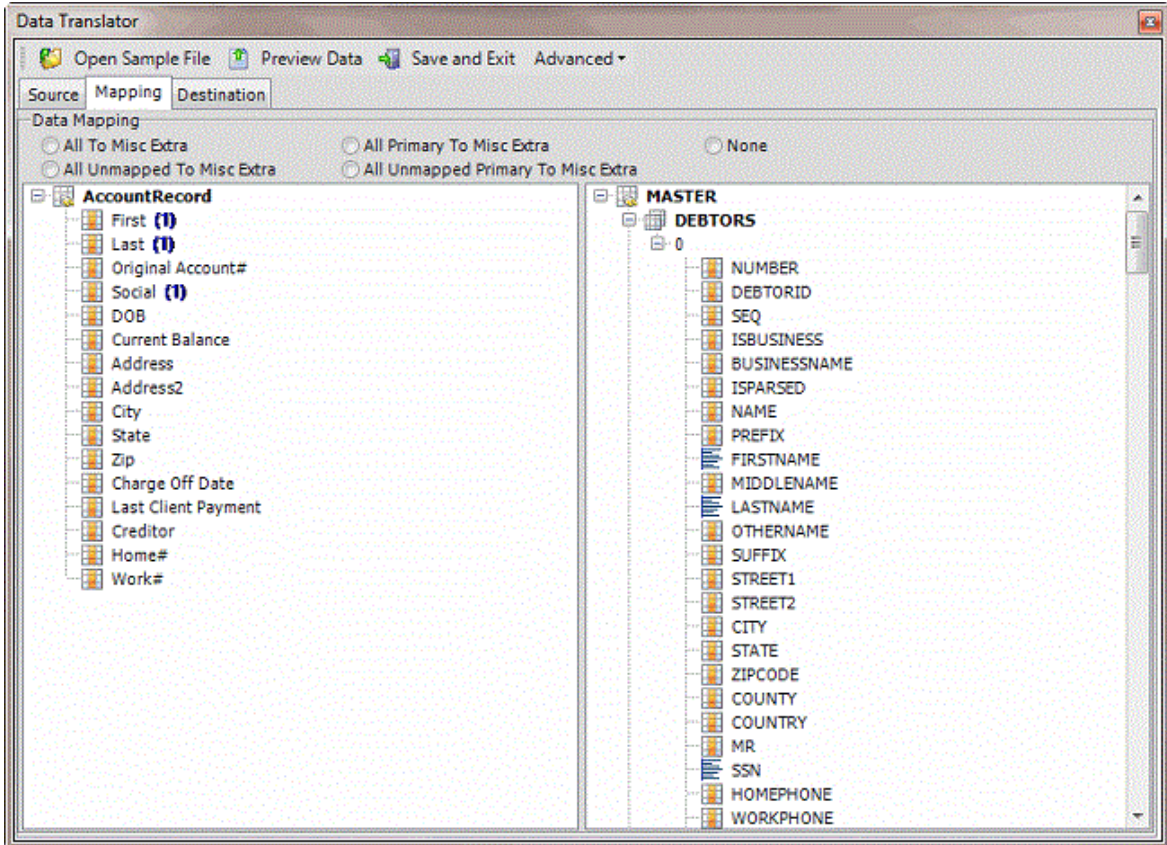 Data Translator
Open Sample File Preview Data Save and Exit Advanced
Source Mapping Destination
Data Mapping
All To Misc Extra All Primary To Misc Extra None
All Unmapped To Misc Extra All Unmapped Primary To Misc Extra
AccountRecord
First (1)
Last (1)
Original Account#
Social (1)
DOB
Current Balance
Address
Address2
City
State
Zip
Charge Off Date
Last Client Payment
Creditor
Home#
Work#
MASTER
DEBTORS
0
NUMBER
DEBTORID
SEQ
ISBUSINESS
BUSINESSNAME
ISPARSED
NAME
PREFIX
FIRSTNAME
MIDDLENAME
LASTNAME
OTHERNAME
SUFFIX
STREET1
STREET2
CITY
STATE
ZIPCODE
COUNTY
COUNTRY
MR
SSN
HOMEPHONE
WORKPHONE